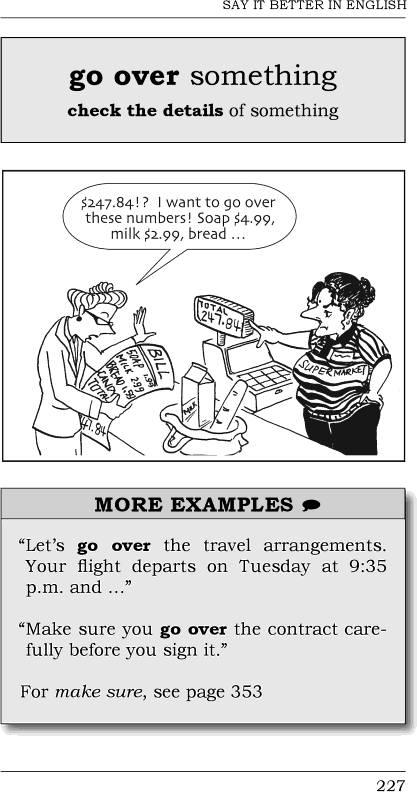 SAY IT BETTER IN ENGLISH
go over something
check the details of something
$247.84!? I want to go over
these numbers! Soap $4.99,
milk $2.99, bread ...
TOTAL
247.84
BILL
SOAP 4.99
MILK 2.99
BREAD 1.89
CANDY
TOTAL
47.84
MILK
SUPERMARKET
MORE EXAMPLES
“Let’s go over the travel arrangements.
Your flight departs on Tuesday at 9:35
p.m. and ...”
“Make sure you go over the contract care-
fully before you sign it.”
For make sure, see page 353
227